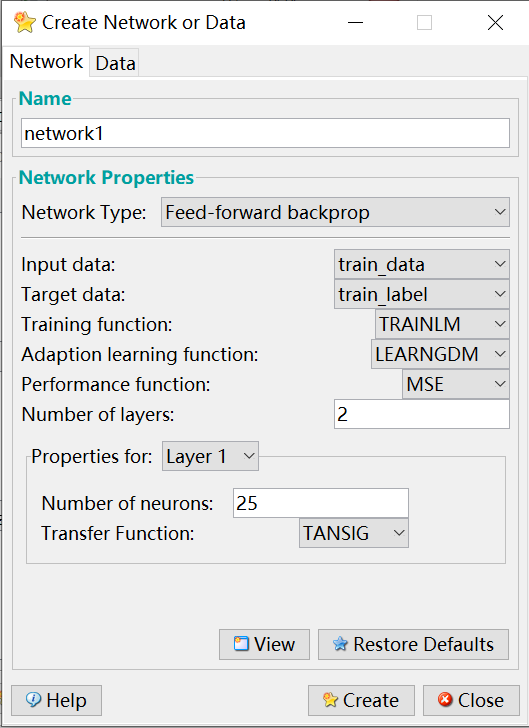 Create Network or Data
Network Data
Name
network1
Network Properties
Network Type: Feed-forward backprop
Input data: train_data
Target data: train_label
Training function: TRAINLM
Adaption learning function: LEARNGDM
Performance function: MSE
Number of layers: 2
Properties for: Layer 1
Number of neurons: 25
Transfer Function: TANSIG
View Restore Defaults
Help Create Close